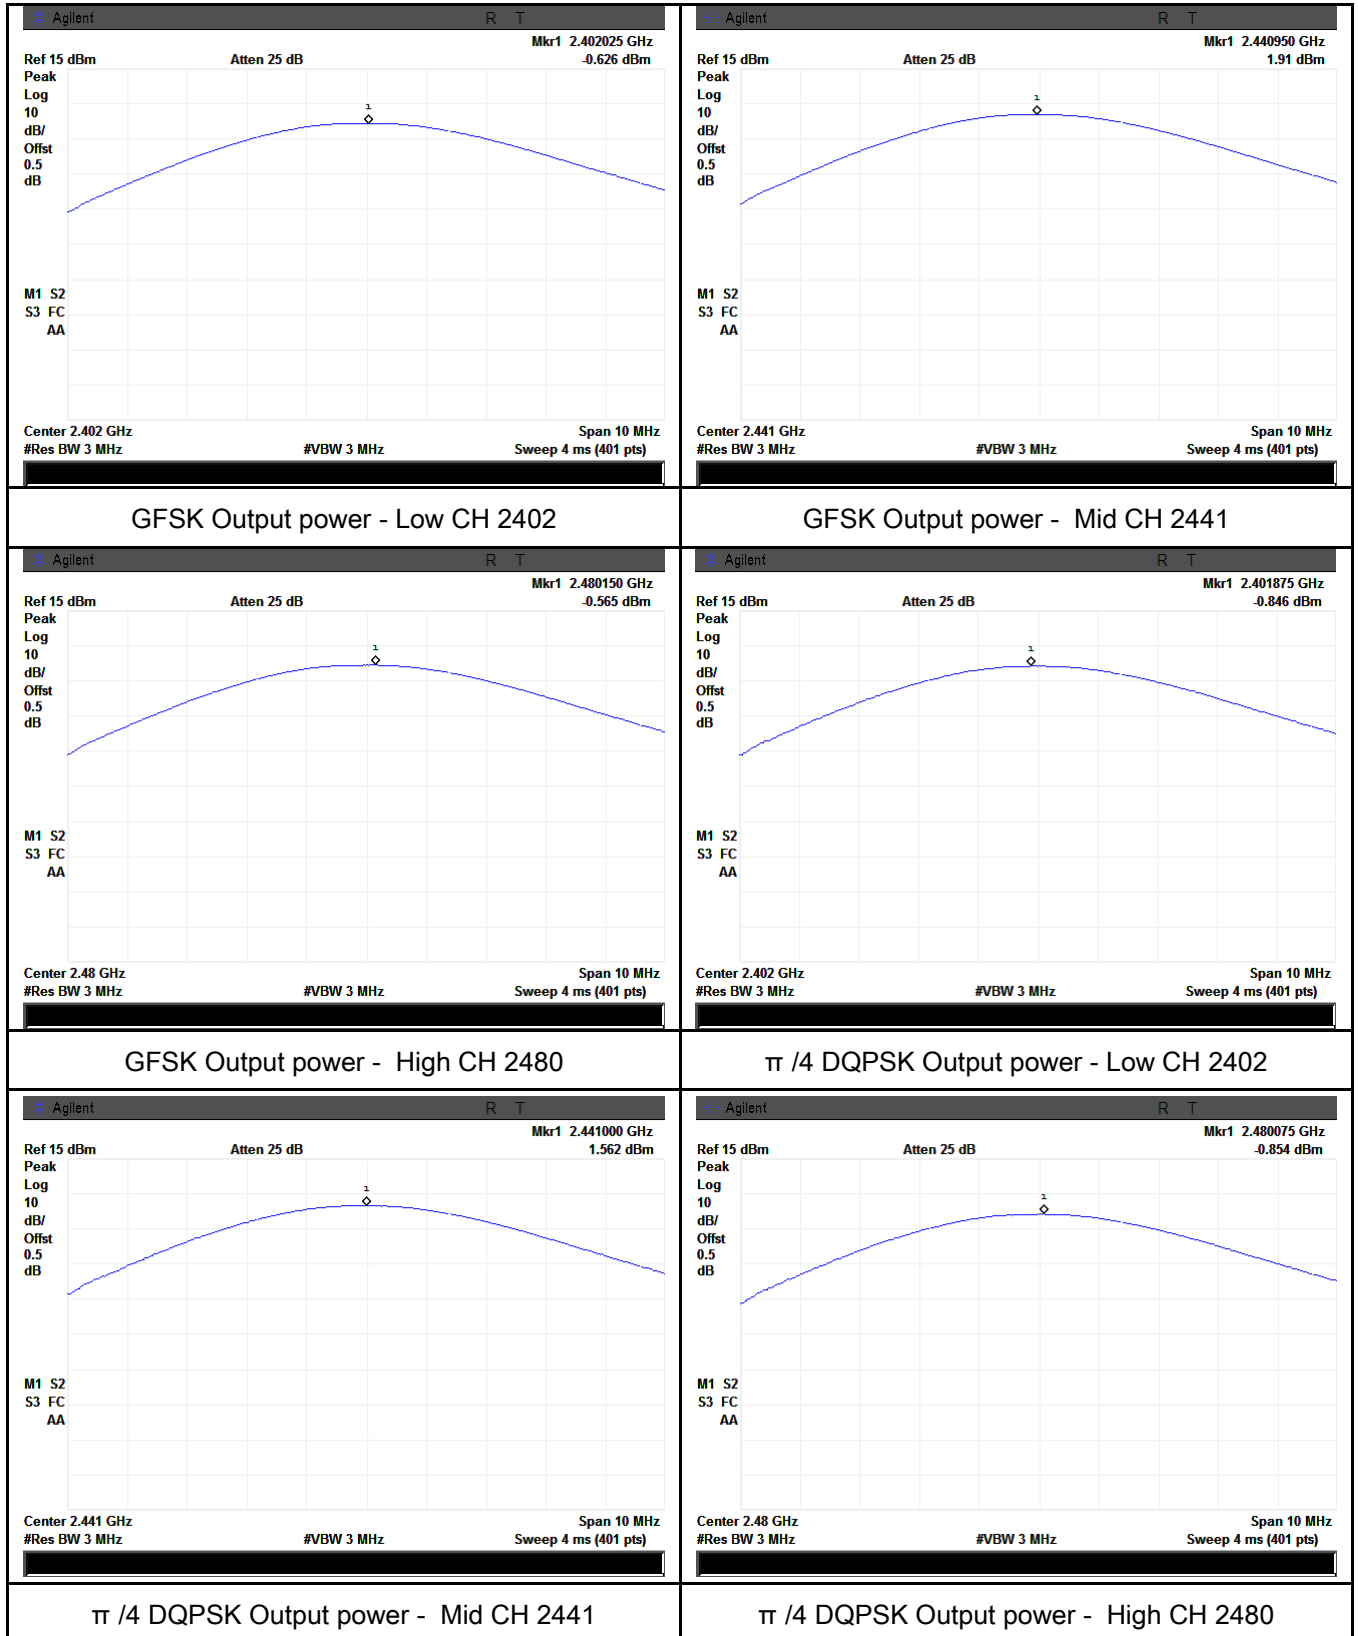 Agilent R T
Mkr1 2.402025 GHz
Ref 15 dBm Atten 25 dB -0.626 dBm
Peak
Log
10
dB/
Offst
0.5
dB
1
M1 S2
S3 FC
AA
Center 2.402 GHz Span 10 MHz
#Res BW 3 MHz #VBW 3 MHz Sweep 4 ms (401 pts)
GFSK Output power - Low CH 2402
Agilent R T
Mkr1 2.440950 GHz
Ref 15 dBm Atten 25 dB 1.91 dBm
Peak
Log
10
dB/
Offst
0.5
dB
1
M1 S2
S3 FC
AA
Center 2.441 GHz Span 10 MHz
#Res BW 3 MHz #VBW 3 MHz Sweep 4 ms (401 pts)
GFSK Output power - Mid CH 2441
Agilent R T
Mkr1 2.480150 GHz
Ref 15 dBm Atten 25 dB -0.565 dBm
Peak
Log
10
dB/
Offst
0.5
dB
1
M1 S2
S3 FC
AA
Center 2.48 GHz Span 10 MHz
#Res BW 3 MHz #VBW 3 MHz Sweep 4 ms (401 pts)
GFSK Output power - High CH 2480
Agilent R T
Mkr1 2.401875 GHz
Ref 15 dBm Atten 25 dB -0.846 dBm
Peak
Log
10
dB/
Offst
0.5
dB
1
M1 S2
S3 FC
AA
Center 2.402 GHz Span 10 MHz
#Res BW 3 MHz #VBW 3 MHz Sweep 4 ms (401 pts)
π /4 DQPSK Output power - Low CH 2402
Agilent R T
Mkr1 2.441000 GHz
Ref 15 dBm Atten 25 dB 1.562 dBm
Peak
Log
10
dB/
Offst
0.5
dB
1
M1 S2
S3 FC
AA
Center 2.441 GHz Span 10 MHz
#Res BW 3 MHz #VBW 3 MHz Sweep 4 ms (401 pts)
π /4 DQPSK Output power - Mid CH 2441
Agilent R T
Mkr1 2.480075 GHz
Ref 15 dBm Atten 25 dB -0.854 dBm
Peak
Log
10
dB/
Offst
0.5
dB
1
M1 S2
S3 FC
AA
Center 2.48 GHz Span 10 MHz
#Res BW 3 MHz #VBW 3 MHz Sweep 4 ms (401 pts)
π /4 DQPSK Output power - High CH 2480